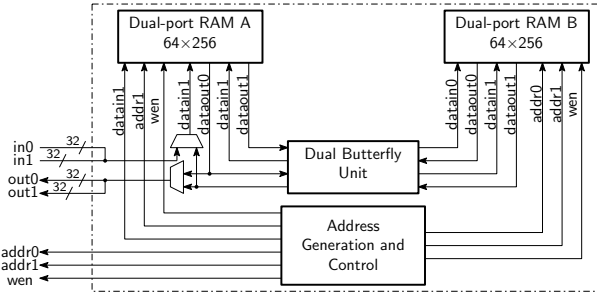 Dual-port RAM A
64×256
Dual-port RAM B
64×256
datain1
addr1
wen
datain1
dataout0
datain1
dataout1
datain0
dataout0
datain1
dataout1
addr0
addr1
wen
in0
32
in1
32
out0
32
out1
32
Dual Butterfly
Unit
Address
Generation and
Control
addr0
addr1
wen